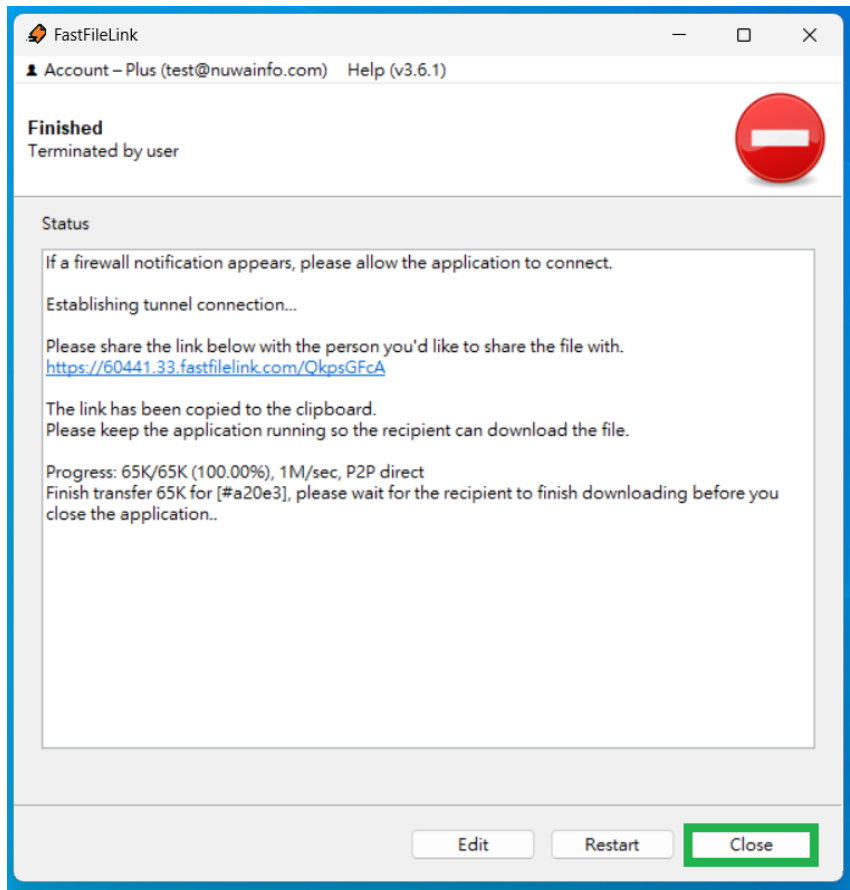 FastFileLink
Account – Plus (test@nuwainfo.com) Help (v3.6.1)
Finished
Terminated by user
Status
If a firewall notification appears, please allow the application to connect.
Establishing tunnel connection...
Please share the link below with the person you'd like to share the file with.
https://60441.33.fastfilelink.com/QkpsGFcA
The link has been copied to the clipboard.
Please keep the application running so the recipient can download the file.
Progress: 65K/65K (100.00%), 1M/sec, P2P direct
Finish transfer 65K for [#a20e3], please wait for the recipient to finish downloading before you
close the application..
Edit Restart Close